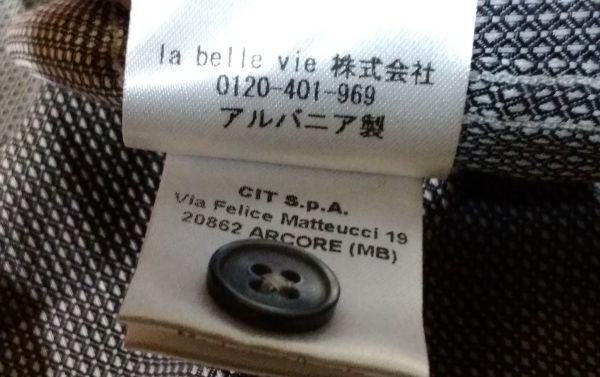 la belle vie 株式会社
0120-401-969
アルバニア製
CIT S.p.A.
Via Felice Matteucci 19
20862 ARCORE (MB)